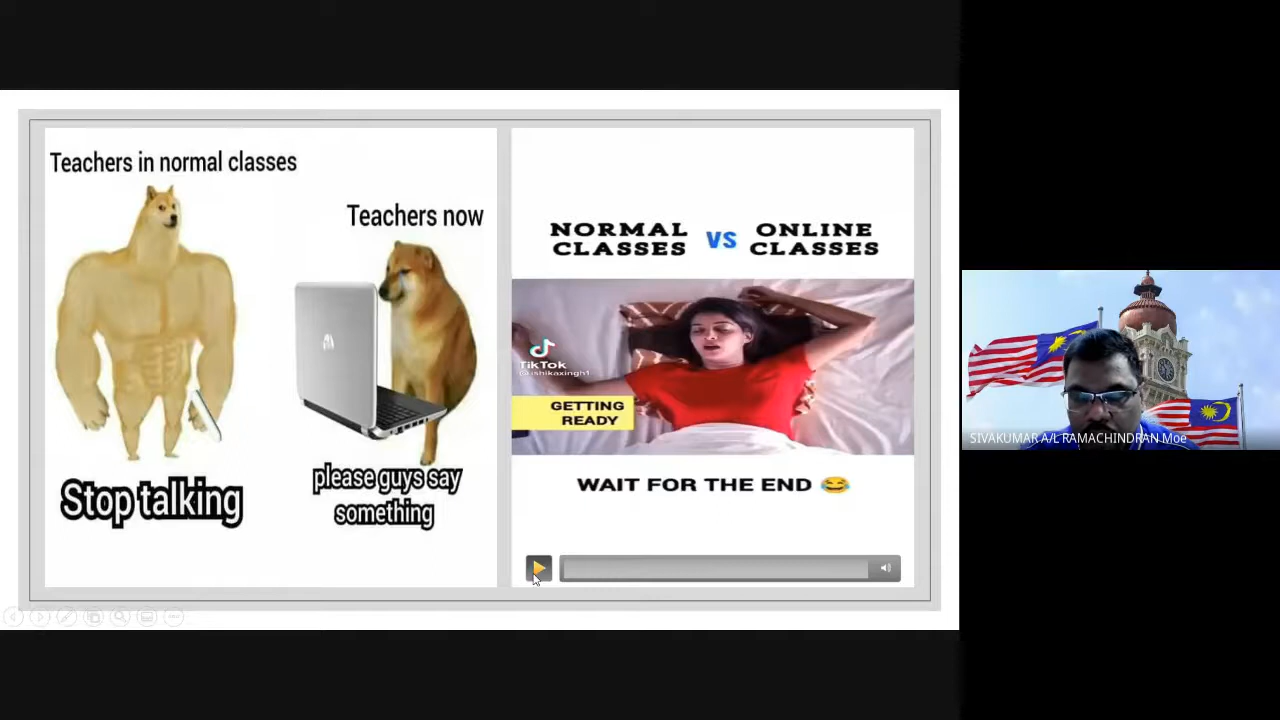 Teachers in normal classes
Teachers now
Stop talking
please guys say
something
NORMAL
CLASSES
VS
ONLINE
CLASSES
TikTok
@ishikaxingh1
GETTING
READY
WAIT FOR THE END 😂
SIVAKUMAR A/L RAMACHINDRAN Moe